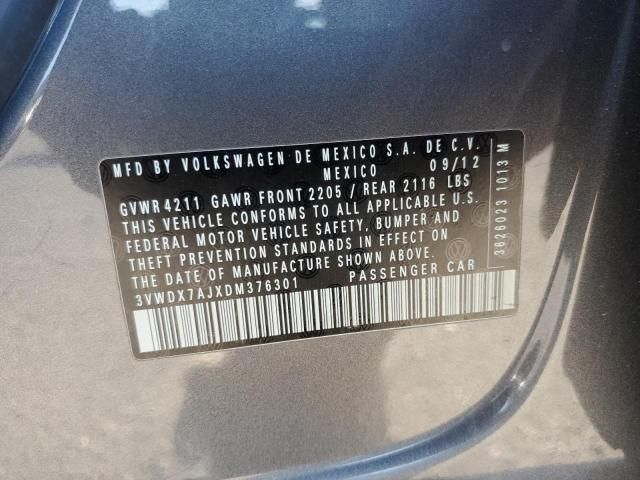 MFD BY VOLKSWAGEN DE MEXICO S.A. DE C.V.
MEXICO 09/12
GVWR 4211 GAWR FRONT 2205 / REAR 2116 LBS
THIS VEHICLE CONFORMS TO ALL APPLICABLE U.S.
FEDERAL MOTOR VEHICLE SAFETY, BUMPER AND
THEFT PREVENTION STANDARDS IN EFFECT ON
THE DATE OF MANUFACTURE SHOWN ABOVE.
3VWDX7AJXDM376301 PASSENGER CAR
3626023 1013 M